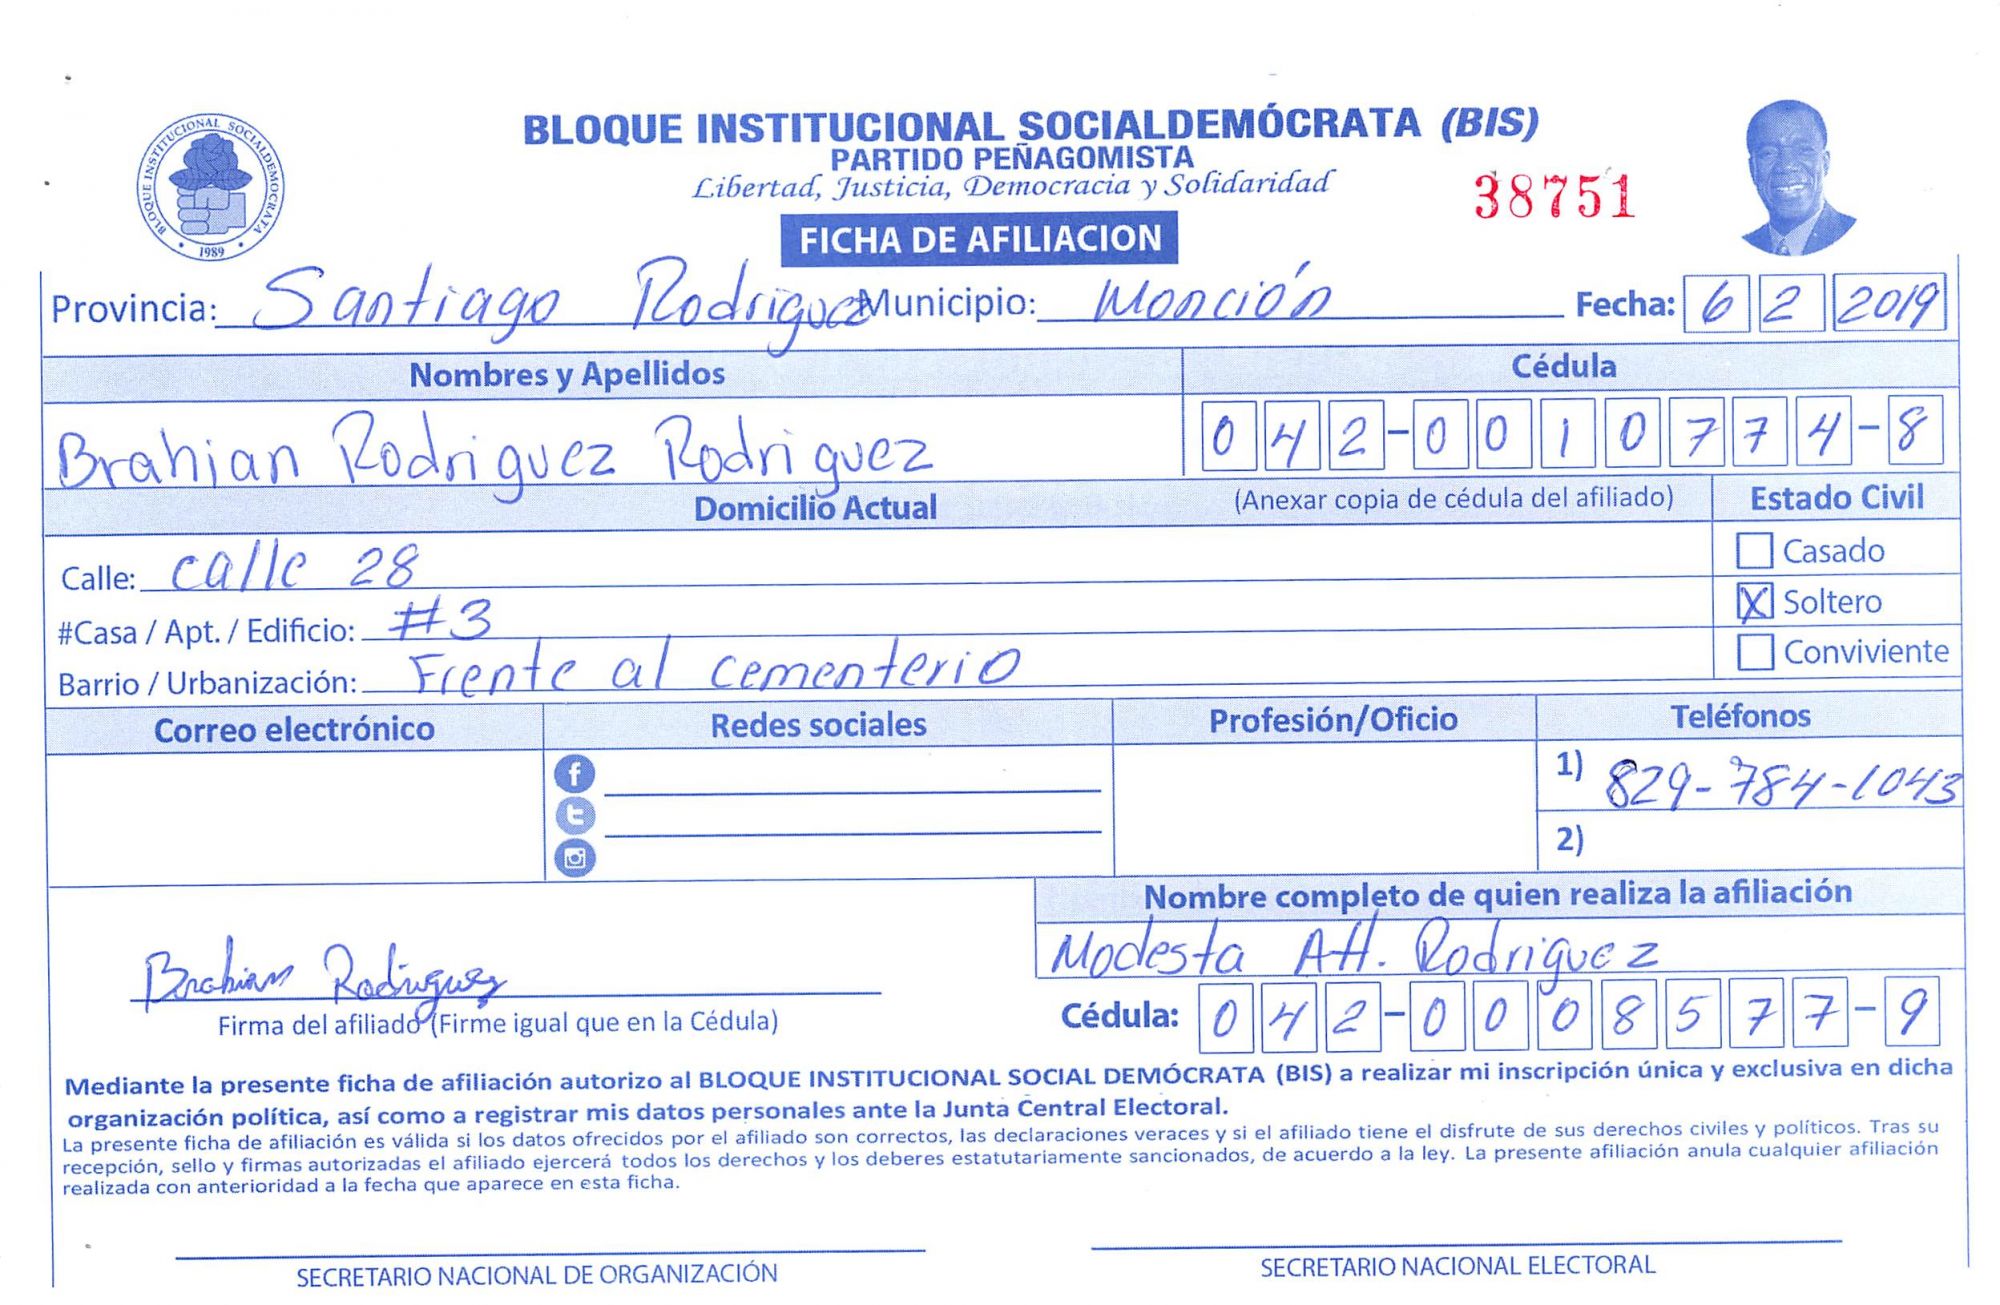 BLOQUE INSTITUCIONAL SOCIALDEMOCRATA
1989
BLOQUE INSTITUCIONAL SOCIALDEMÓCRATA (BIS)
PARTIDO PEÑAGOMISTA
Libertad, Justicia, Democracia y Solidaridad
38751
FICHA DE AFILIACION
Provincia: Santiago Rodriguez Municipio: Monción Fecha: 6 2 2019
Nombres y Apellidos Cédula
Brahian Rodriguez Rodriguez 042-0010774-8
Domicilio Actual (Anexar copia de cédula del afiliado) Estado Civil
Calle: calle 28 Casado
#Casa / Apt. / Edificio: #3 X Soltero
Barrio / Urbanización: Frente al cementerio Conviviente
Correo electrónico Redes sociales Profesión/Oficio Teléfonos
1) 829-784-1043
2)
Nombre completo de quien realiza la afiliación
Modesta Alt. Rodriguez
Brahian Rodriguez
Firma del afiliado (Firme igual que en la Cédula) Cédula: 042-0008577-9
Mediante la presente ficha de afiliación autorizo al BLOQUE INSTITUCIONAL SOCIAL DEMÓCRATA (BIS) a realizar mi inscripción única y exclusiva en dicha
organización política, así como a registrar mis datos personales ante la Junta Central Electoral.
La presente ficha de afiliación es válida si los datos ofrecidos por el afiliado son correctos, las declaraciones veraces y si el afiliado tiene el disfrute de sus derechos civiles y políticos. Tras su
recepción, sello y firmas autorizadas el afiliado ejercerá todos los derechos y los deberes estatutariamente sancionados, de acuerdo a la ley. La presente afiliación anula cualquier afiliación
realizada con anterioridad a la fecha que aparece en esta ficha.
SECRETARIO NACIONAL DE ORGANIZACIÓN SECRETARIO NACIONAL ELECTORAL